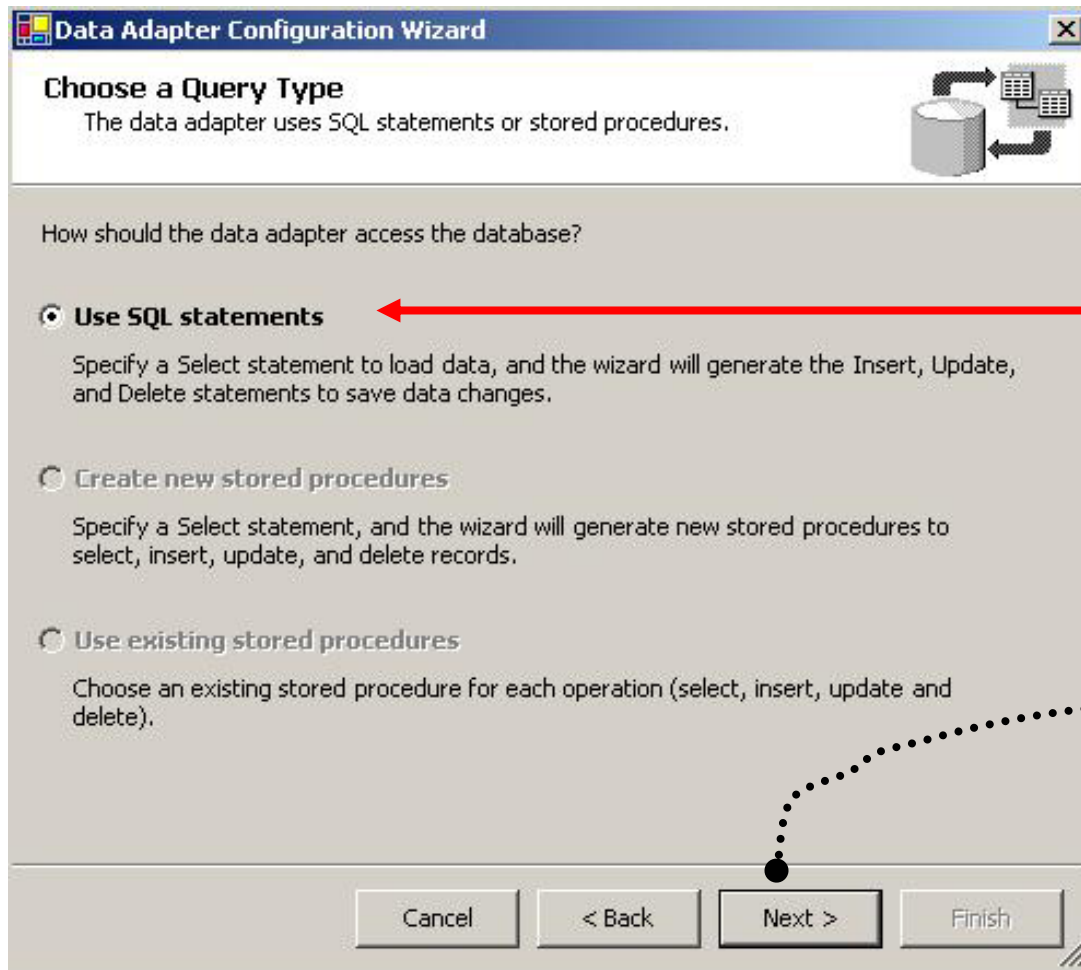 Data Adapter Configuration Wizard
Choose a Query Type
The data adapter uses SQL statements or stored procedures.
How should the data adapter access the database?
Use SQL statements
Specify a Select statement to load data, and the wizard will generate the Insert, Update,
and Delete statements to save data changes.
Create new stored procedures
Specify a Select statement, and the wizard will generate new stored procedures to
select, insert, update, and delete records.
Use existing stored procedures
Choose an existing stored procedure for each operation (select, insert, update and
delete).
Cancel
< Back
Next >
Finish